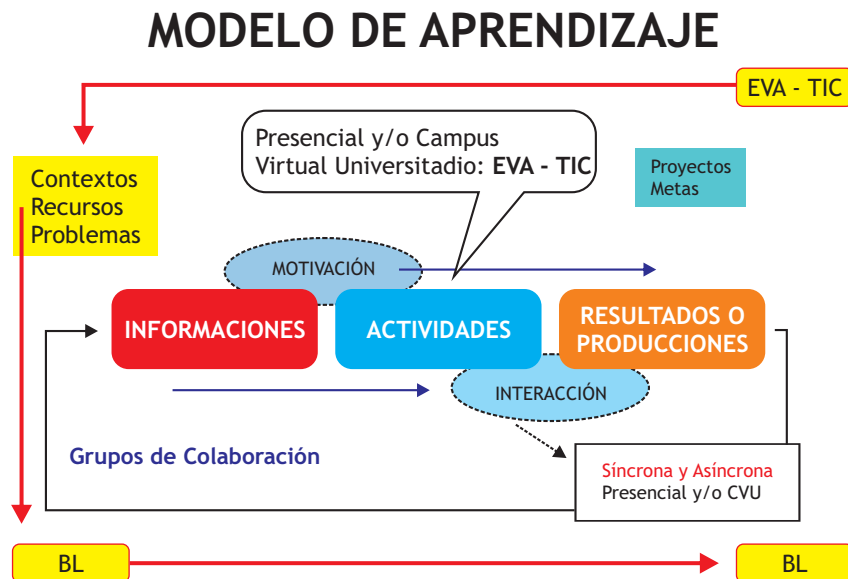 MODELO DE APRENDIZAJE
EVA - TIC
Presencial y/o Campus
Virtual Universitadio: EVA - TIC
Contextos
Recursos
Problemas
Proyectos
Metas
MOTIVACIÓN
INFORMACIONES
ACTIVIDADES
RESULTADOS O
PRODUCCIONES
INTERACCIÓN
Grupos de Colaboración
Síncrona y Asíncrona
Presencial y/o CVU
BL
BL